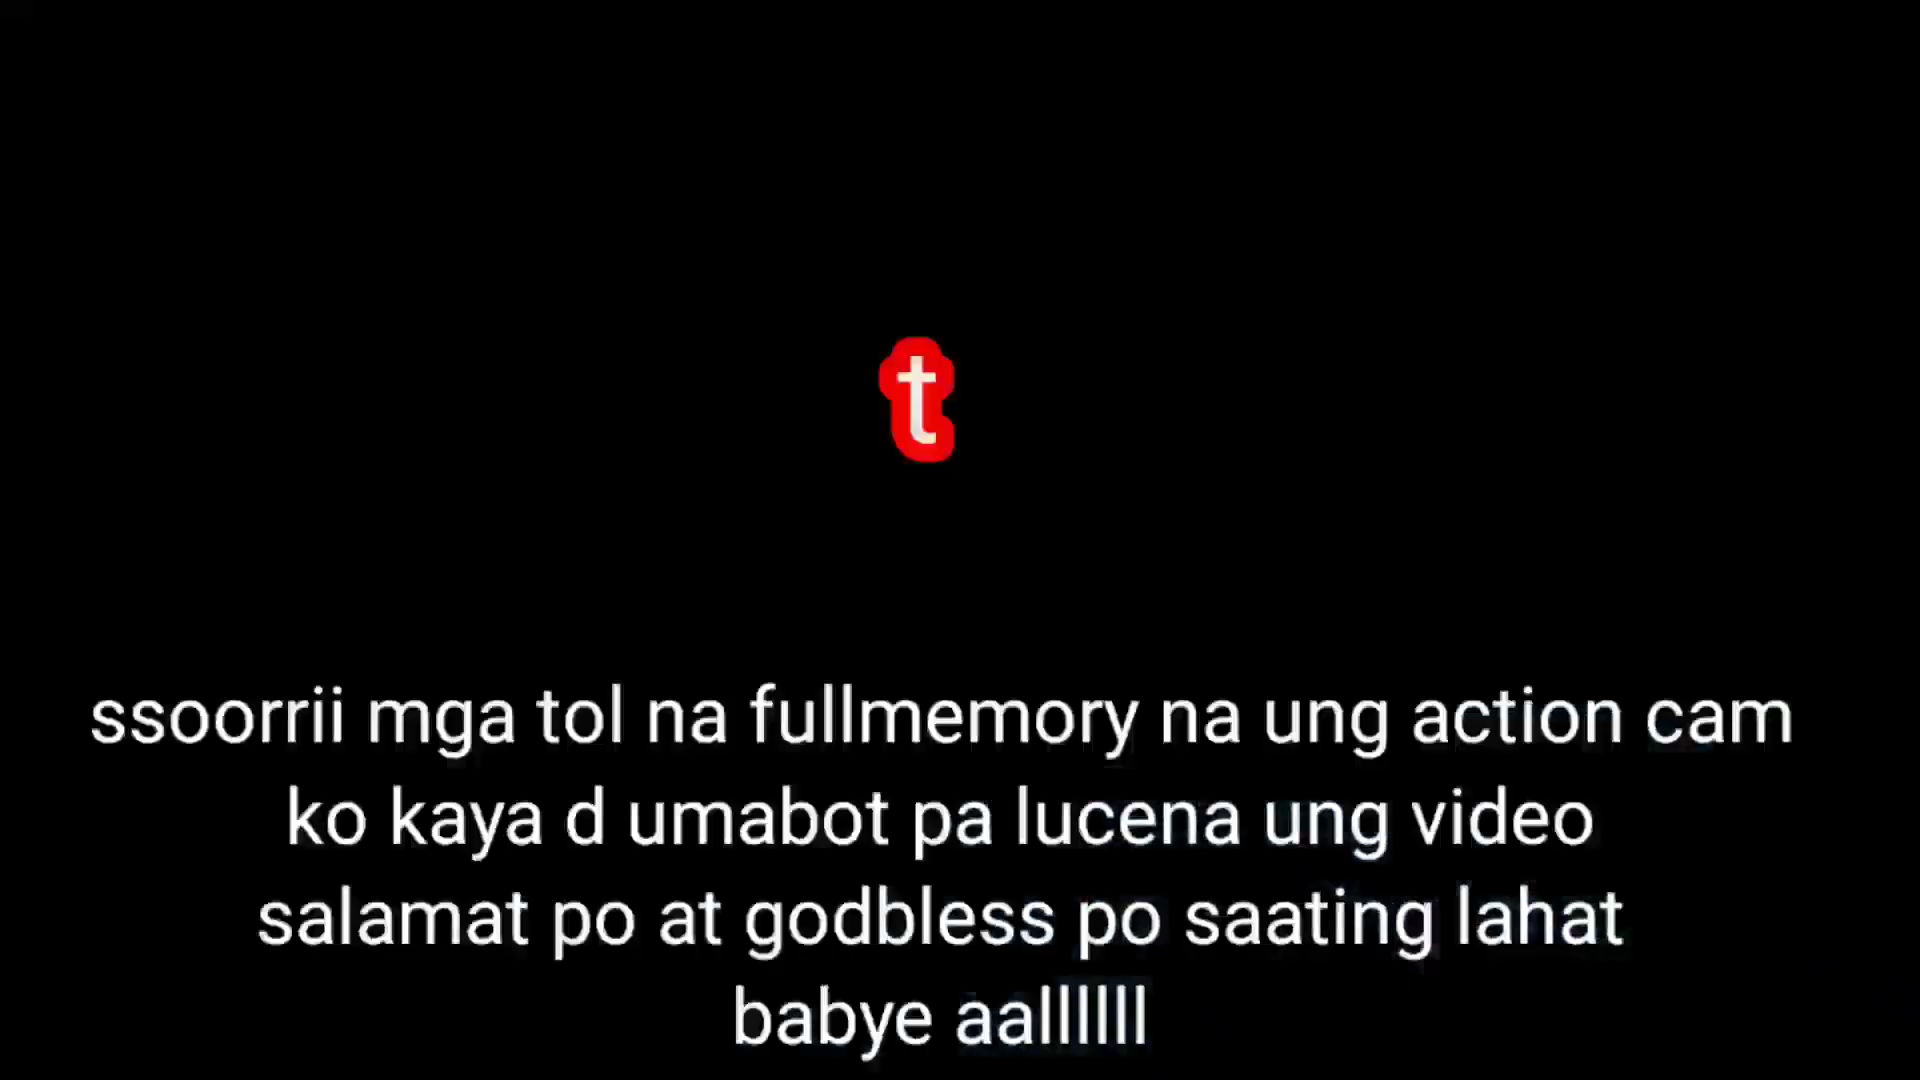 t
ssoorrii mga tol na fullmemory na ung action cam
ko kaya d umabot pa lucena ung video
salamat po at godbless po saating lahat
babye aallllll